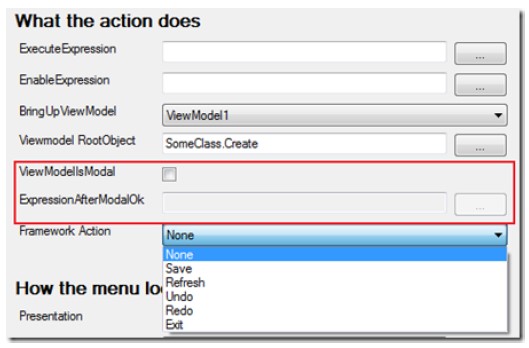 What the action does
ExecuteExpression ...
EnableExpression ...
BringUpViewModel ViewModel1
Viewmodel RootObject SomeClass.Create ...
ViewModelIsModal
ExpressionAfterModalOk ...
Framework Action None
None
Save
Refresh
Undo
Redo
Exit
How the menu lo
Presentation